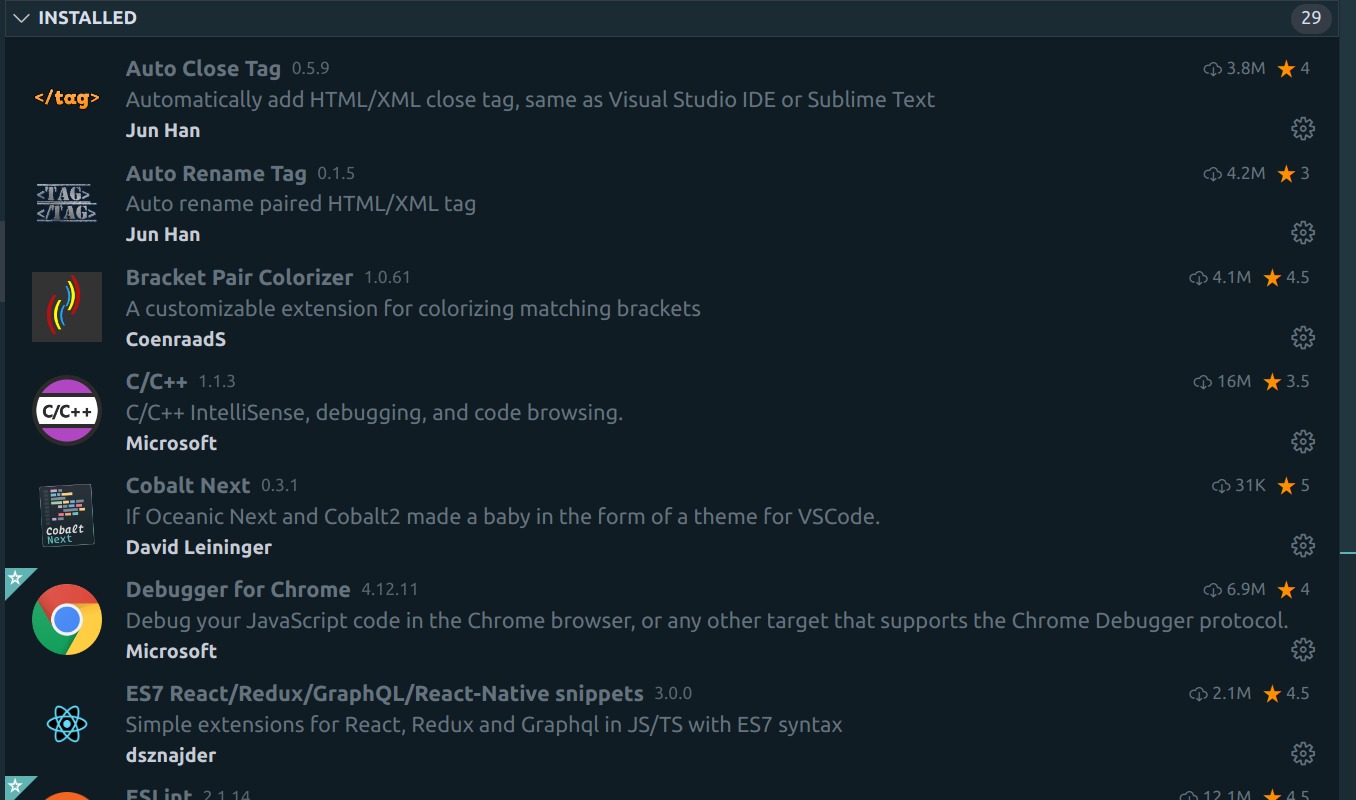 INSTALLED 29
Auto Close Tag 0.5.9 3.8M 4
</tag> Automatically add HTML/XML close tag, same as Visual Studio IDE or Sublime Text
Jun Han
Auto Rename Tag 0.1.5 4.2M 3
<TAG>
</TAG>
Auto rename paired HTML/XML tag
Jun Han
Bracket Pair Colorizer 1.0.61 4.1M 4.5
A customizable extension for colorizing matching brackets
CoenraadS
C/C++ 1.1.3 16M 3.5
C/C++
C/C++ IntelliSense, debugging, and code browsing.
Microsoft
Cobalt Next 0.3.1 31K 5
If Oceanic Next and Cobalt2 made a baby in the form of a theme for VSCode.
Cobalt
Next
David Leininger
Debugger for Chrome 4.12.11 6.9M 4
Debug your JavaScript code in the Chrome browser, or any other target that supports the Chrome Debugger protocol.
Microsoft
ES7 React/Redux/GraphQL/React-Native snippets 3.0.0 2.1M 4.5
Simple extensions for React, Redux and Graphql in JS/TS with ES7 syntax
dsznajder
ESLint 2.1.14 12.1M 4.5